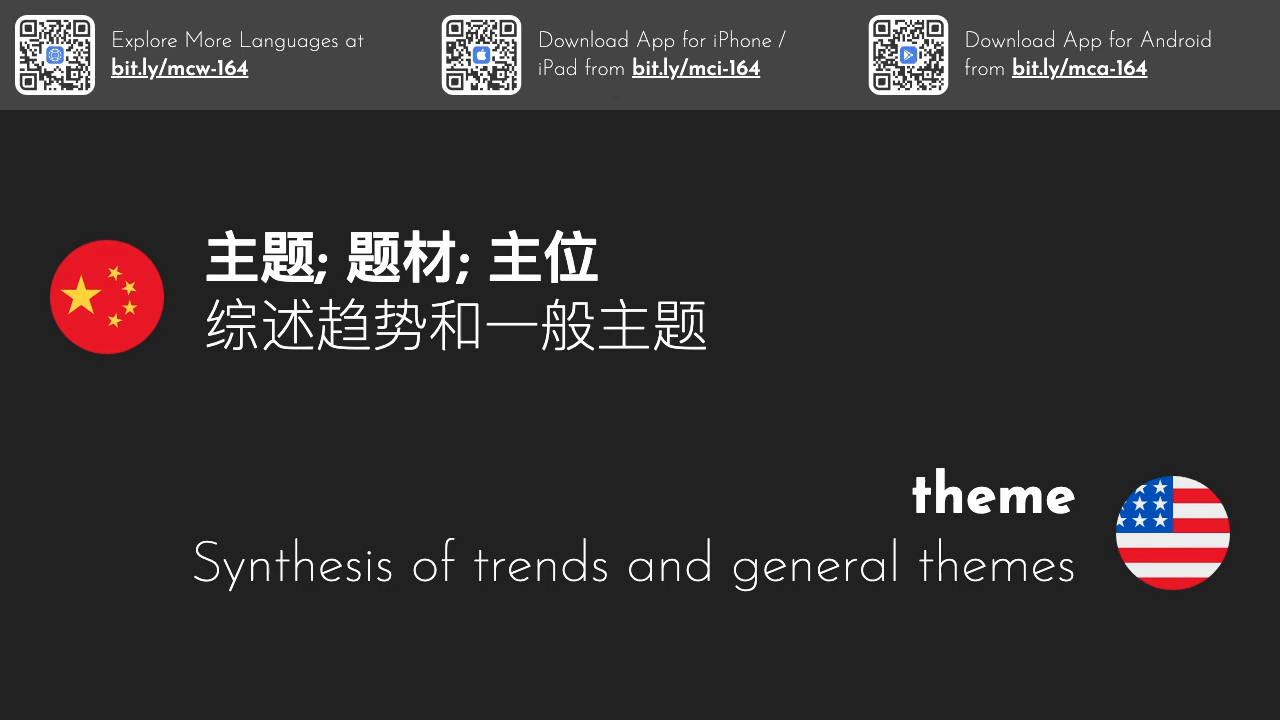 Explore More Languages at
bit.ly/mcw-164
Download App for iPhone /
iPad from bit.ly/mci-164
Download App for Android
from bit.ly/mca-164
主题; 题材; 主位
综述趋势和一般主题
theme
Synthesis of trends and general themes